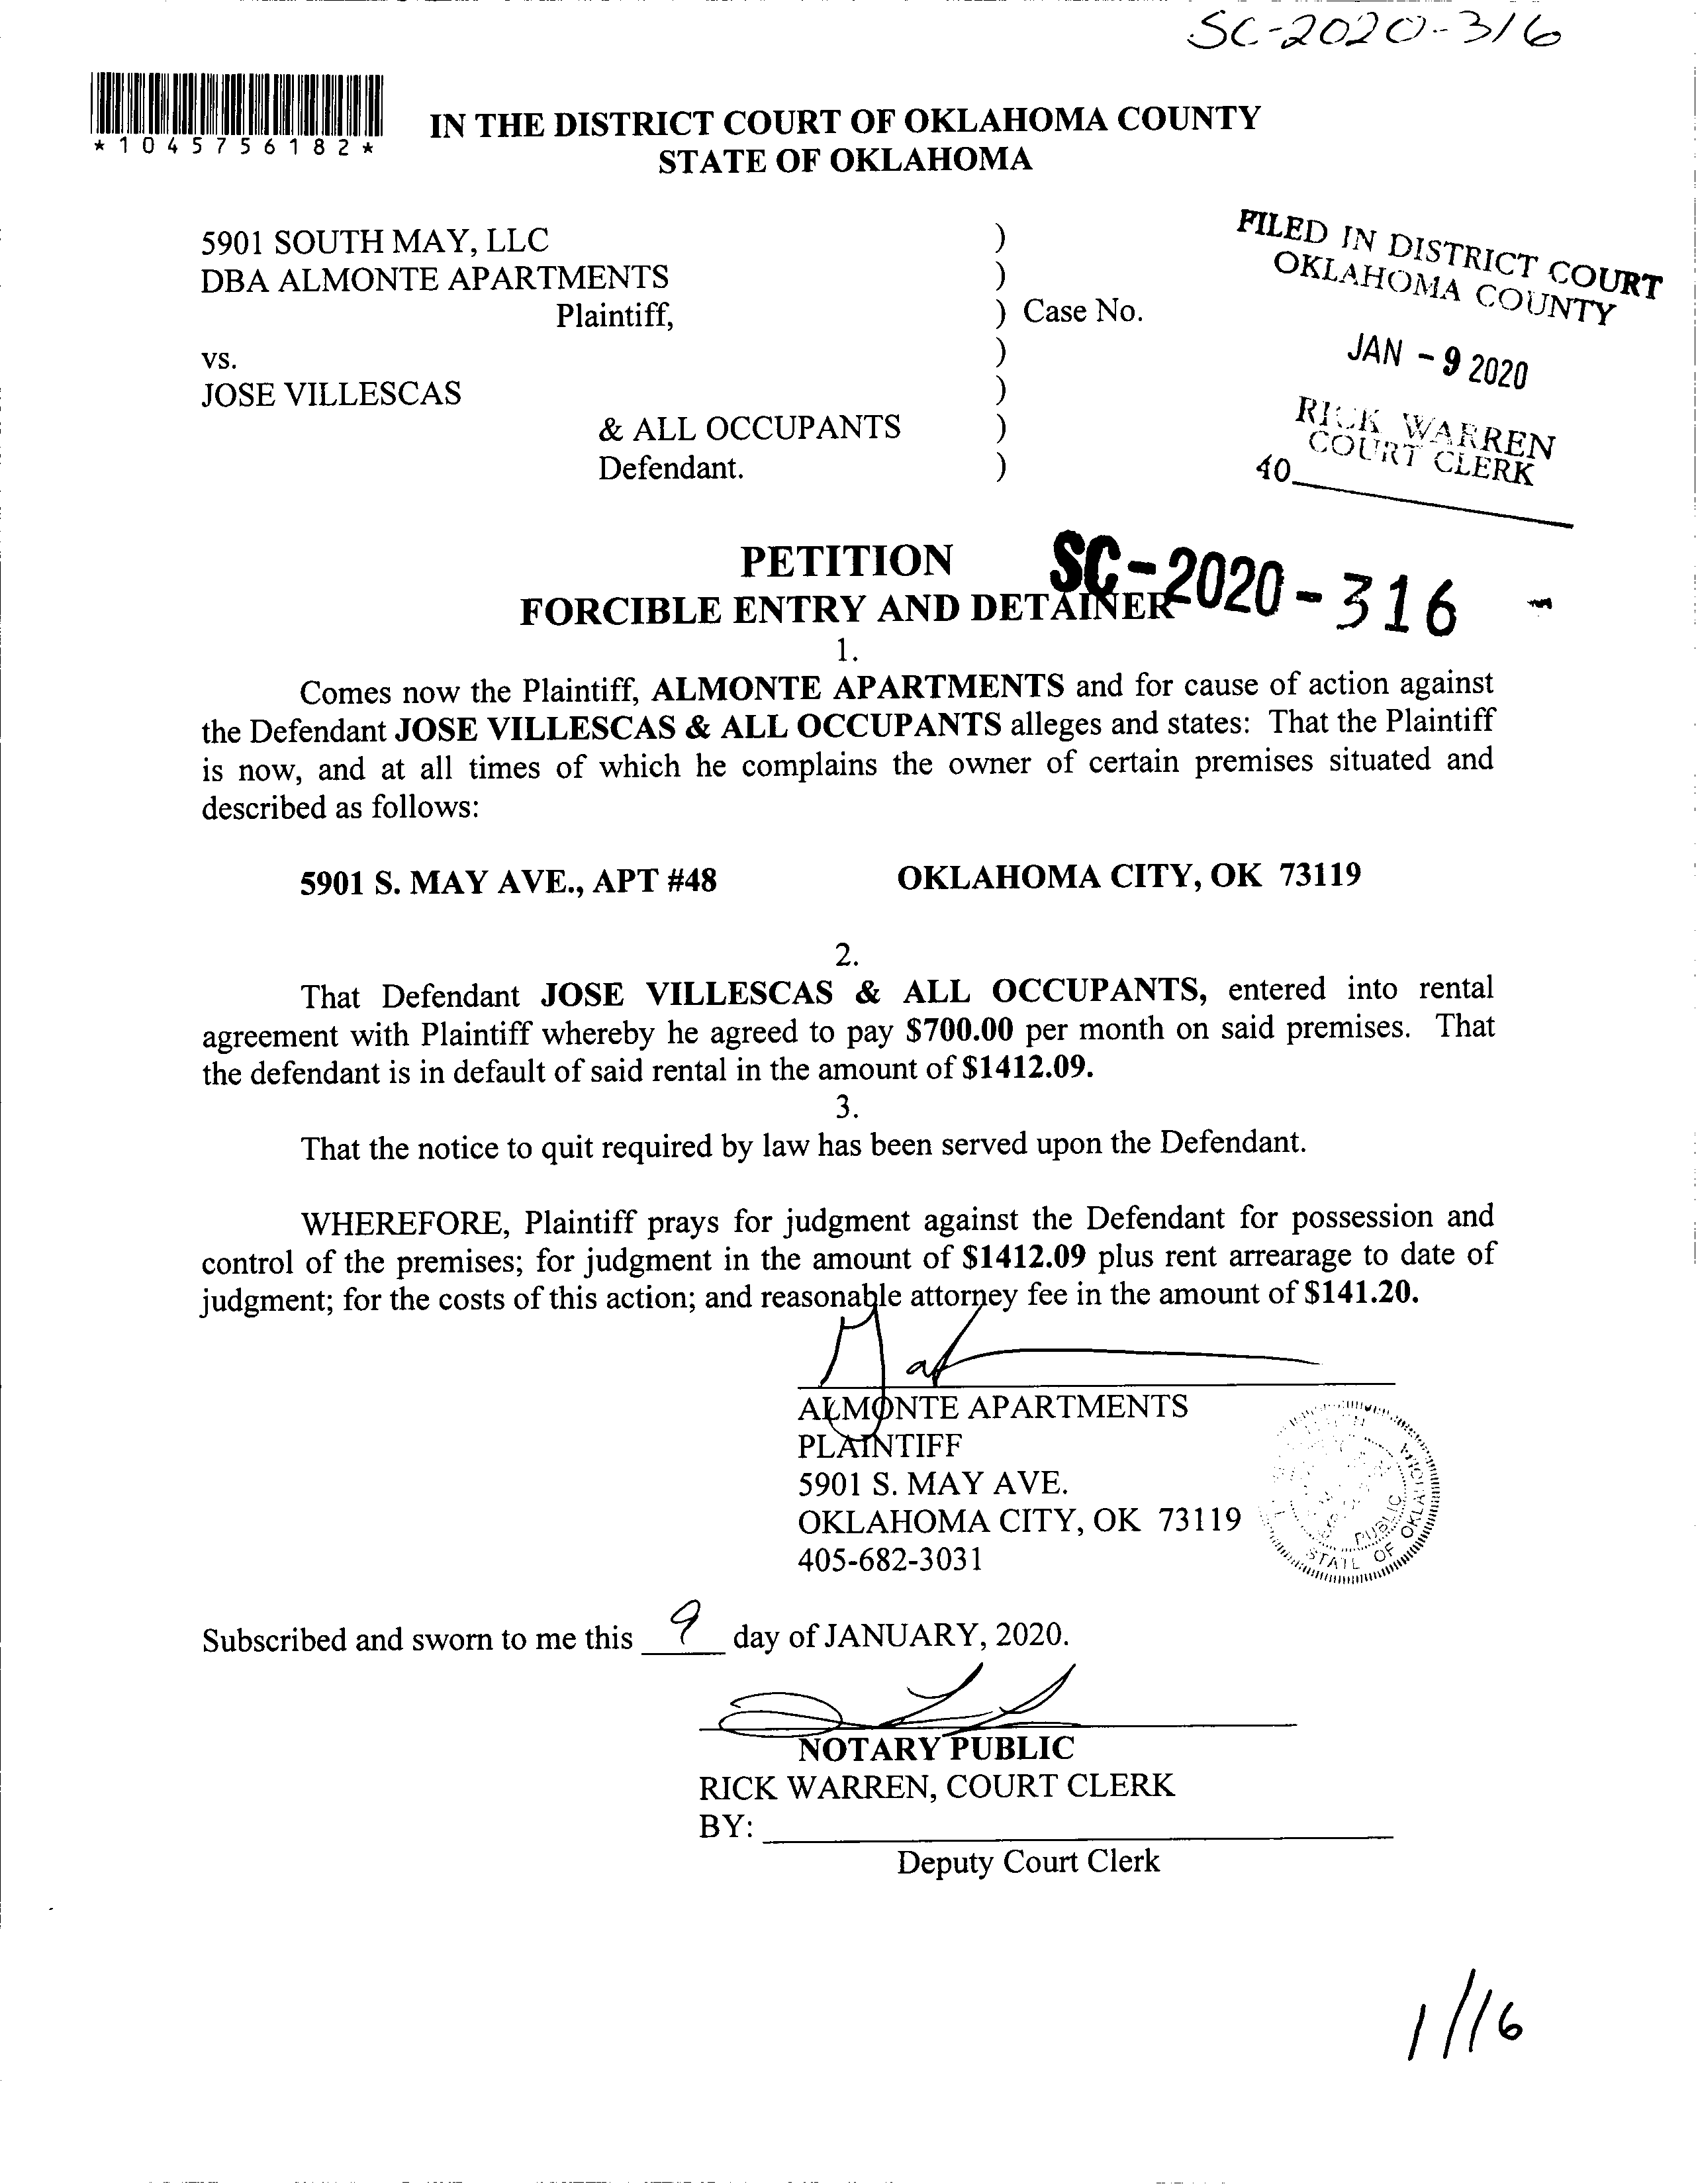 SC-2020-316
*1045756182*
IN THE DISTRICT COURT OF OKLAHOMA COUNTY
STATE OF OKLAHOMA
FILED IN DISTRICT COURT
OKLAHOMA COUNTY
JAN - 9 2020
RICK WARREN
COURT CLERK
40
5901 SOUTH MAY, LLC )
DBA ALMONTE APARTMENTS )
Plaintiff, ) Case No.
vs. )
JOSE VILLESCAS )
& ALL OCCUPANTS )
Defendant. )
PETITION
SC-2020-316 -
FORCIBLE ENTRY AND DETAINER
1.
Comes now the Plaintiff, ALMONTE APARTMENTS and for cause of action against
the Defendant JOSE VILLESCAS & ALL OCCUPANTS alleges and states: That the Plaintiff
is now, and at all times of which he complains the owner of certain premises situated and
described as follows:
5901 S. MAY AVE., APT #48 OKLAHOMA CITY, OK 73119
2.
That Defendant JOSE VILLESCAS & ALL OCCUPANTS, entered into rental
agreement with Plaintiff whereby he agreed to pay $700.00 per month on said premises. That
the defendant is in default of said rental in the amount of $1412.09.
3.
That the notice to quit required by law has been served upon the Defendant.
WHEREFORE, Plaintiff prays for judgment against the Defendant for possession and
control of the premises; for judgment in the amount of $1412.09 plus rent arrearage to date of
judgment; for the costs of this action; and reasonable attorney fee in the amount of $141.20.
ALMONTE APARTMENTS
PLAINTIFF
5901 S. MAY AVE.
OKLAHOMA CITY, OK 73119
405-682-3031
PUBLIC
STATE OF OKLAHOMA
Subscribed and sworn to me this 9 day of JANUARY, 2020.
NOTARY PUBLIC
RICK WARREN, COURT CLERK
BY:
Deputy Court Clerk
1/16